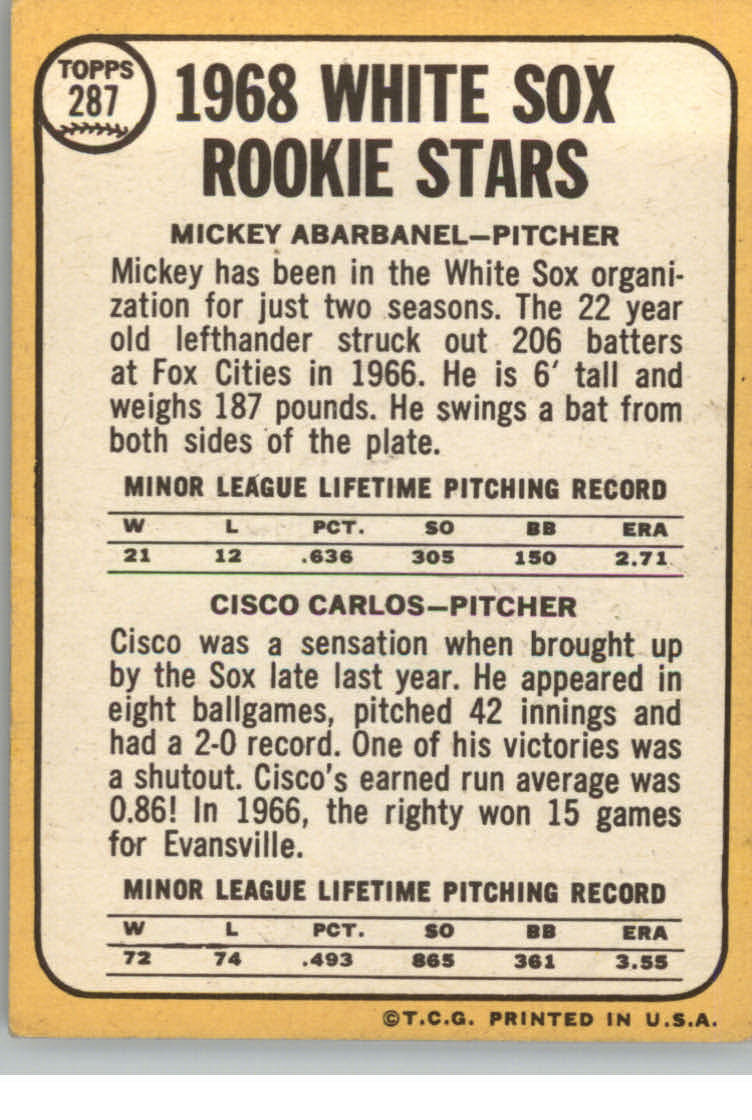 TOPPS
287
1968 WHITE SOX
ROOKIE STARS
MICKEY ABARBANEL—PITCHER
Mickey has been in the White Sox organi-
zation for just two seasons. The 22 year
old lefthander struck out 206 batters
at Fox Cities in 1966. He is 6′ tall and
weighs 187 pounds. He swings a bat from
both sides of the plate.
MINOR LEAGUE LIFETIME PITCHING RECORD
W L PCT. SO BB ERA
21 12 .636 305 150 2.71
CISCO CARLOS—PITCHER
Cisco was a sensation when brought up
by the Sox late last year. He appeared in
eight ballgames, pitched 42 innings and
had a 2-0 record. One of his victories was
a shutout. Cisco's earned run average was
0.86! In 1966, the righty won 15 games
for Evansville.
MINOR LEAGUE LIFETIME PITCHING RECORD
W L PCT. SO BB ERA
72 74 .493 865 361 3.55
©T.C.G. PRINTED IN U.S.A.